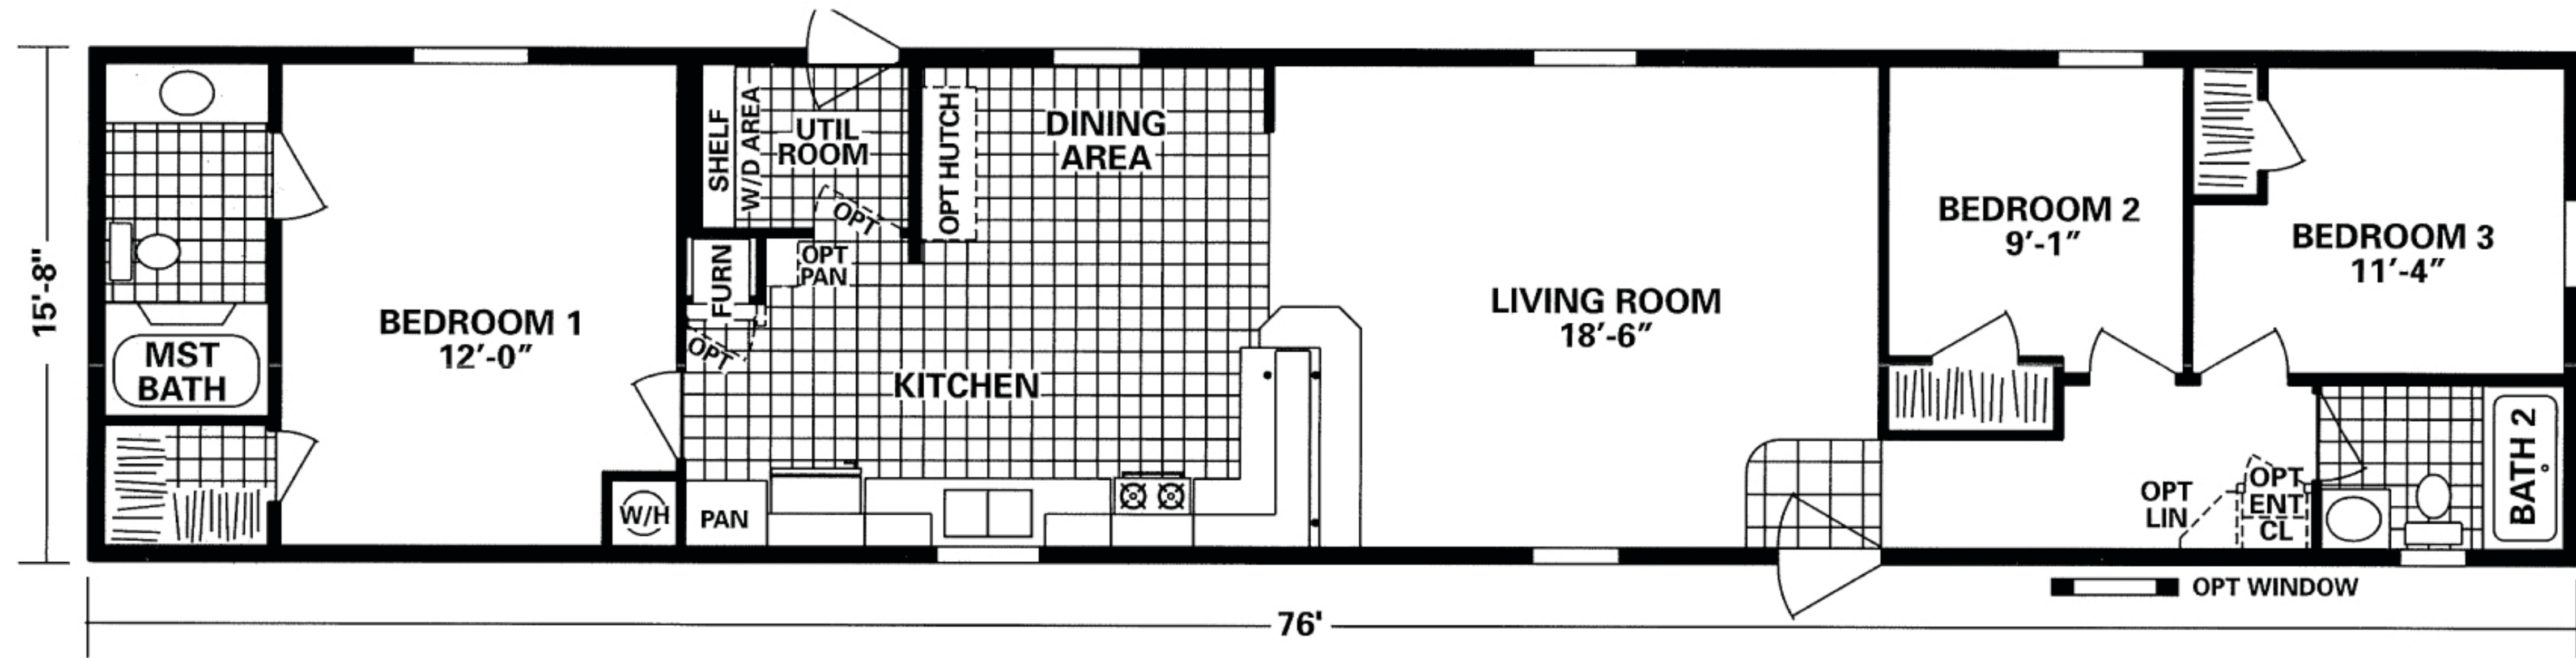 15'-8"
MST
BATH
BEDROOM 1
12'-0"
W/H
SHELF
W/D AREA
UTIL
ROOM
OPT
FURN
OPT
OPT
PAN
PAN
OPT HUTCH
DINING
AREA
KITCHEN
LIVING ROOM
18'-6"
BEDROOM 2
9'-1"
BEDROOM 3
11'-4"
OPT
LIN
OPT
ENT
CL
BATH 2
OPT WINDOW
76'